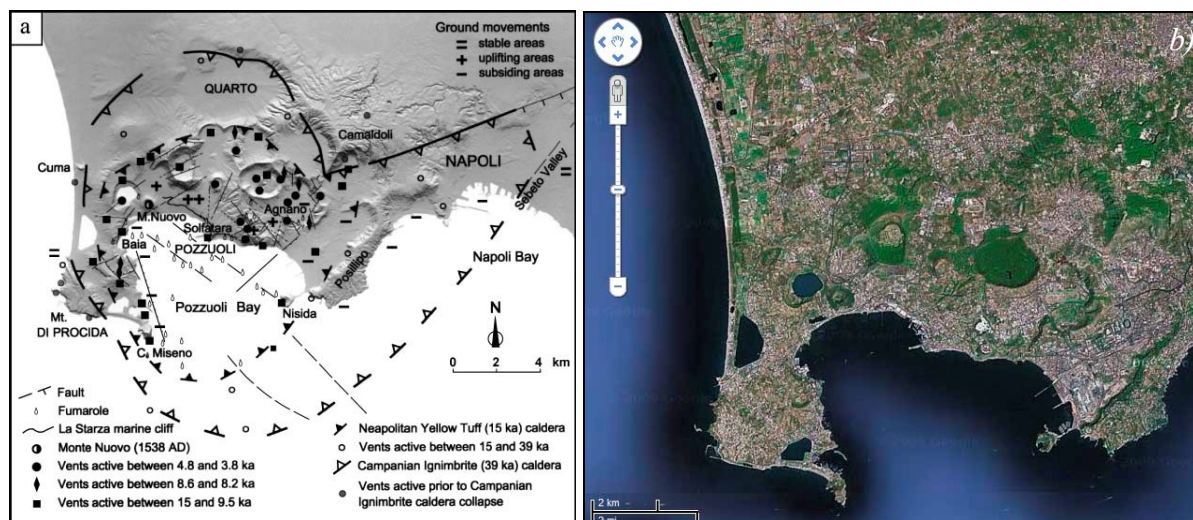 a
Ground movements
= stable areas
+ uplifting areas
− subsiding areas
QUARTO
Camaldoli
NAPOLI
Cuma
Sebeto Valley
M.Nuovo
Agnano
Solfatara
Baia
POZZUOLI
Posillipo
Napoli Bay
Pozzuoli Bay
Nisida
N
Mt.
DI PROCIDA
C. Miseno
0 2 4
km
Fault
Fumarole
La Starza marine cliff
Monte Nuovo (1538 AD)
Vents active between 4.8 and 3.8 ka
Vents active between 8.6 and 8.2 ka
Vents active between 15 and 9.5 ka
Neapolitan Yellow Tuff (15 ka) caldera
Vents active between 15 and 39 ka
Campanian Ignimbrite (39 ka) caldera
Vents active prior to Campanian
Ignimbrite caldera collapse
b)
2 km
2 mi